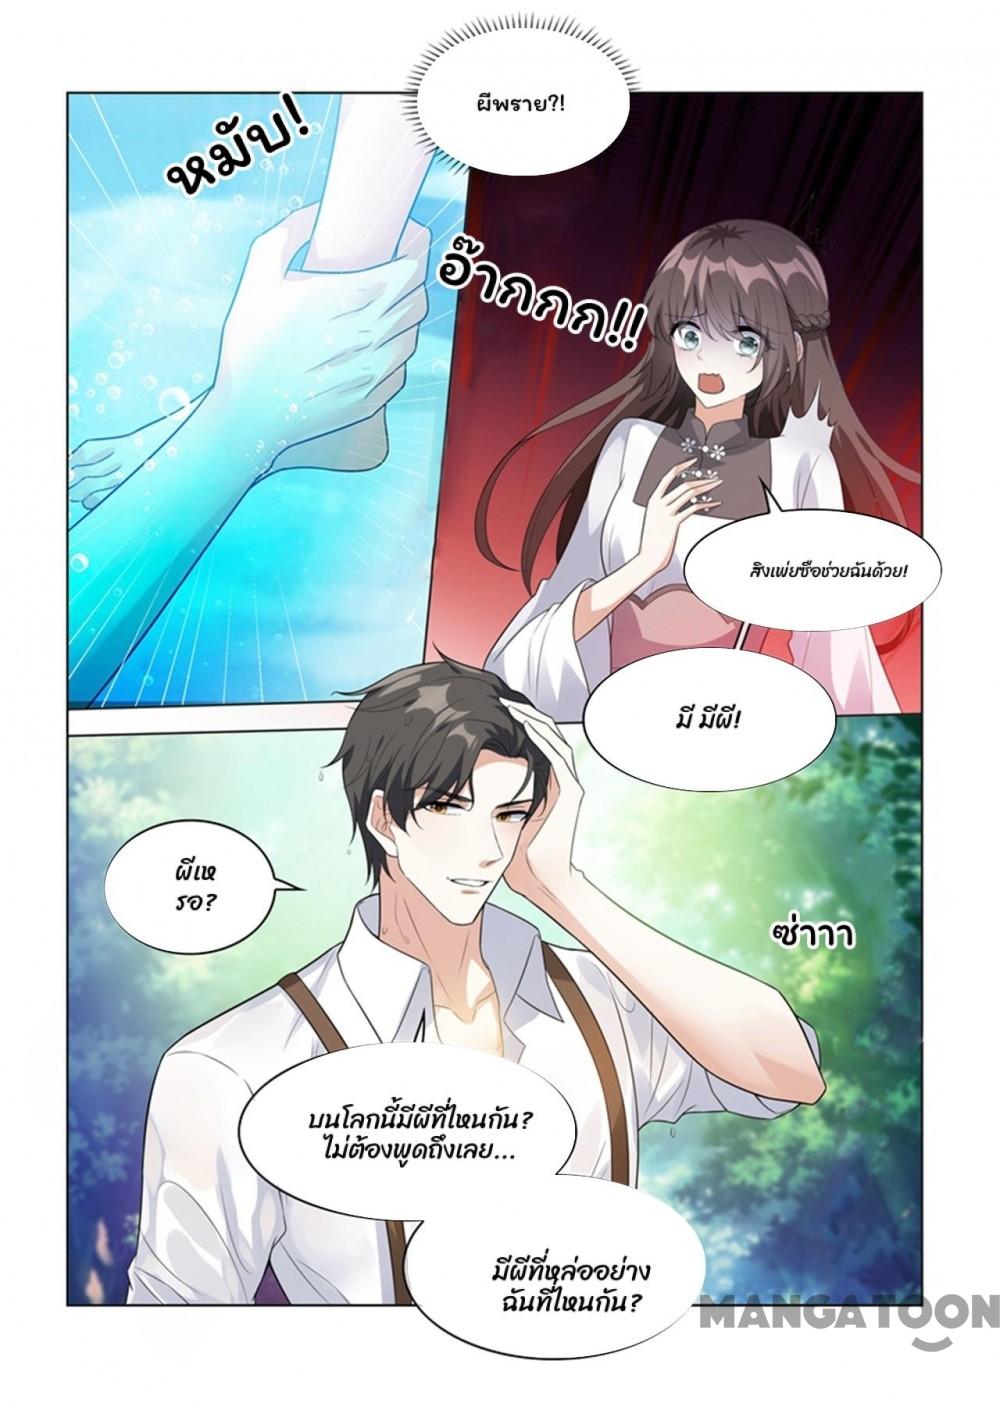 ผีพราย?!
หมับ!
อ๊ากกก!!
สิงเพ่ยซือช่วยฉันด้วย!
มี มีผี!
ผีเห
รอ?
ซ่าาา
บนโลกนี้มีผีที่ไหนกัน?
ไม่ต้องพูดถึงเลย...
มีผีที่หล่ออย่าง
ฉันที่ไหนกัน?
MANGATOON